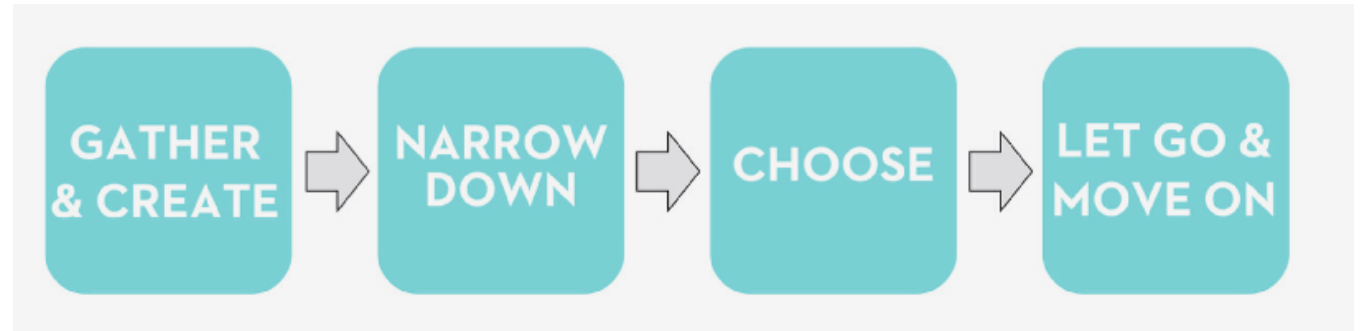 GATHER
& CREATE
NARROW
DOWN
CHOOSE
LET GO &
MOVE ON